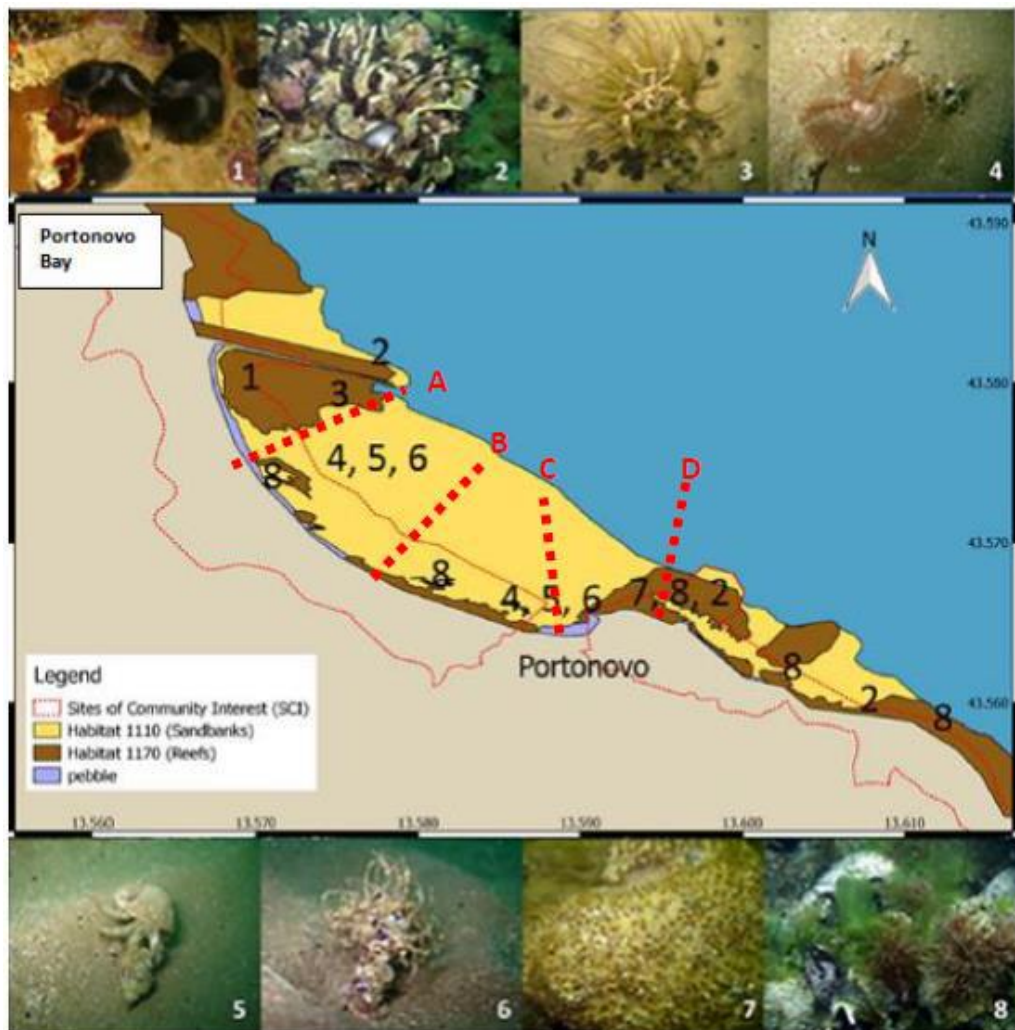 1
2
3
4
Portonovo
Bay
N
43.590
2
1
3
A
43.580
B
4, 5, 6
C
D
8
43.570
8
4, 5, 6
7, 8, 2
Portonovo
8
2
8
43.560
Legend
Sites of Community Interest (SCI)
Habitat 1110 (Sandbanks)
Habitat 1170 (Reefs)
pebble
13.560
13.570
13.580
13.590
13.600
13.610
5
6
7
8